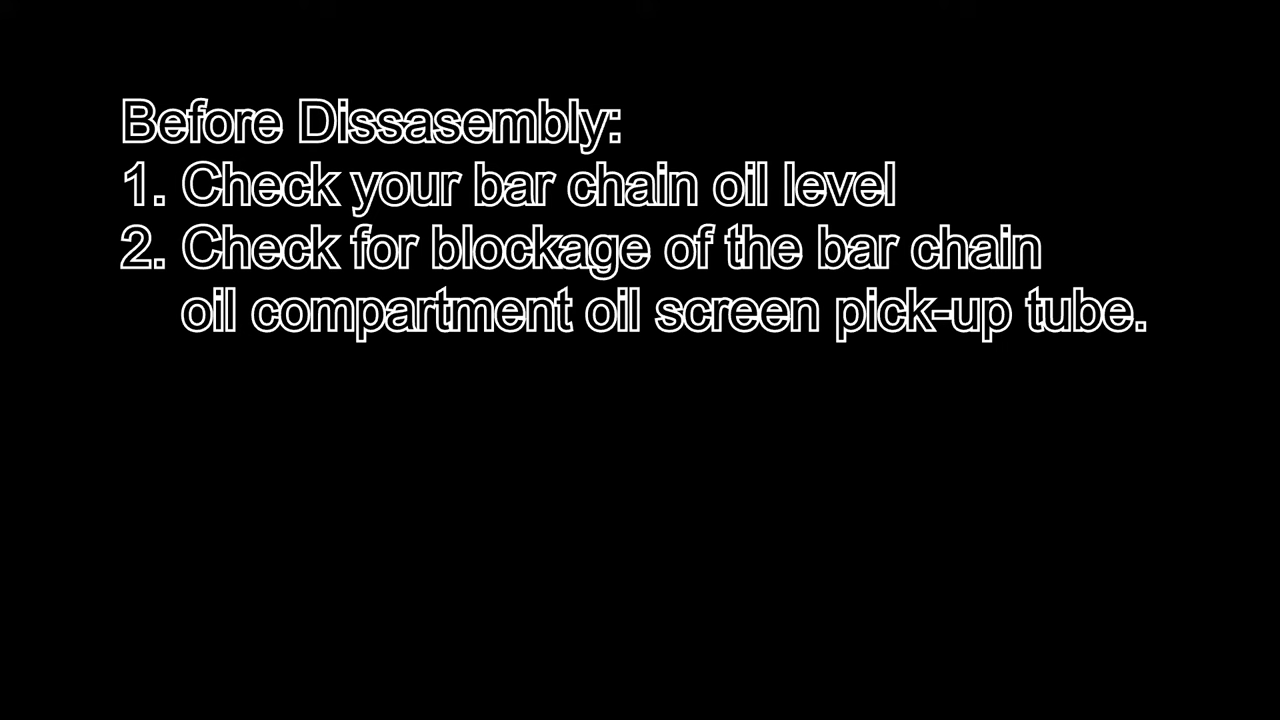 Before Dissasembly:
1. Check your bar chain oil level
2. Check for blockage of the bar chain
oil compartment oil screen pick-up tube.